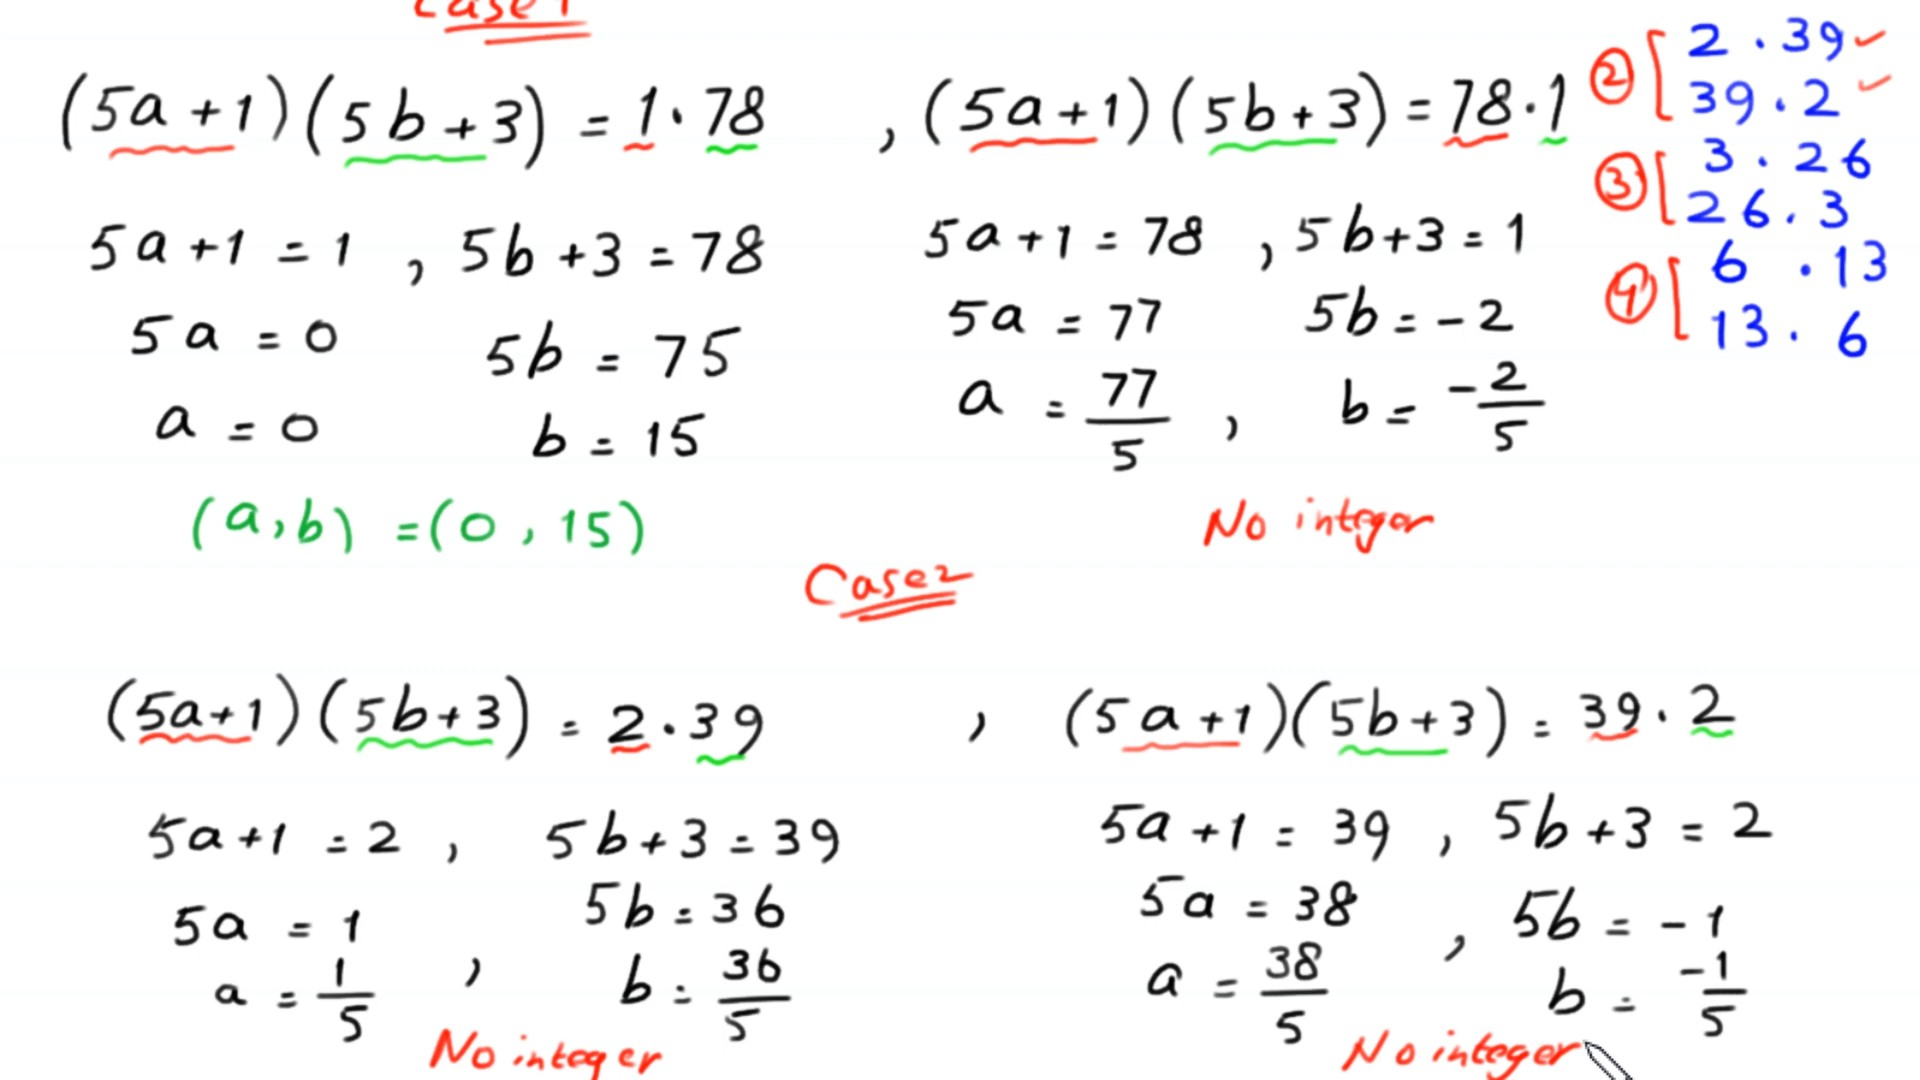 Case 1
(5a+1)(5b+3) = 1·78 , (5a+1)(5b+3) = 78·1
5a+1 = 1 , 5b+3 = 78
5a = 0 5b = 75
a = 0 b = 15
(a,b) = (0,15)
5a+1 = 78 , 5b+3 = 1
5a = 77 5b = -2
a = 77/5 , b = -2/5
No integer
② [ 2·39 ✓
39·2 ✓
③ [ 3·26
26·3
④ [ 6·13
13·6
Case 2
(5a+1)(5b+3) = 2·39 , (5a+1)(5b+3) = 39·2
5a+1 = 2 , 5b+3 = 39
5a = 1 5b = 36
a = 1/5 , b = 36/5
No integer
5a+1 = 39 , 5b+3 = 2
5a = 38 , 5b = -1
a = 38/5 b = -1/5
No integer